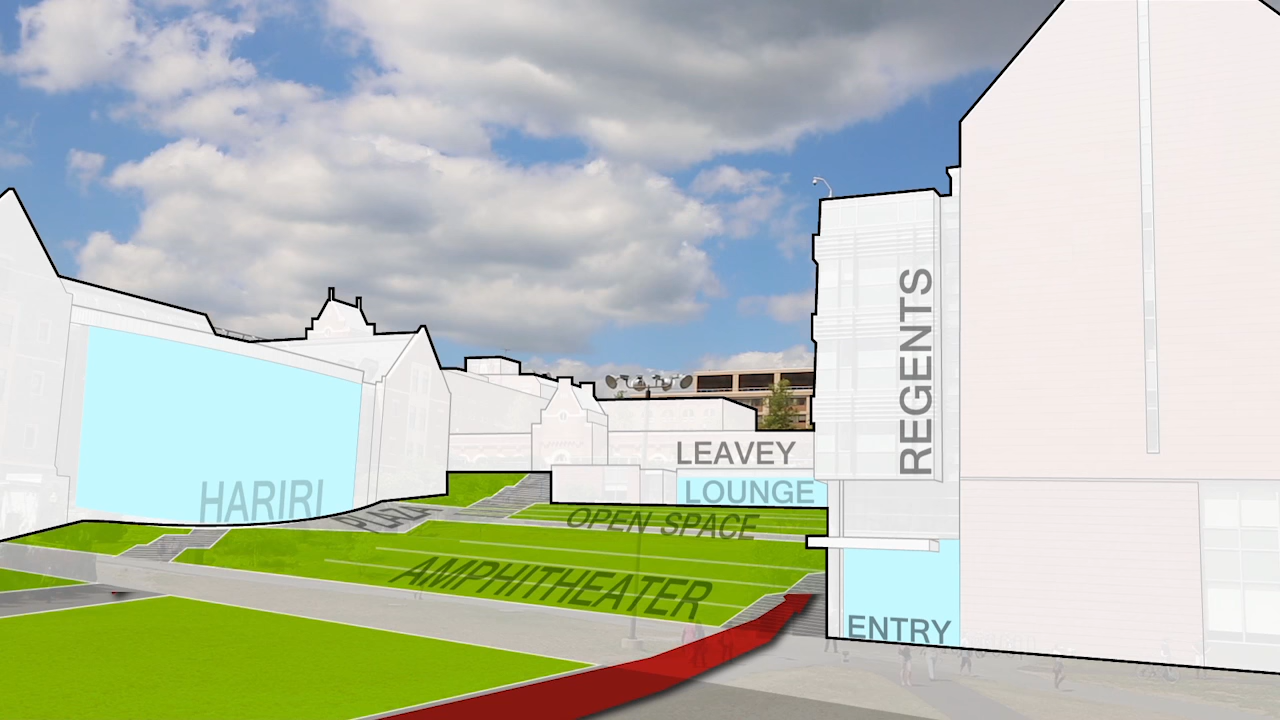 REGENTS
LEAVEY
LOUNGE
HARIRI
PLAZA
OPEN SPACE
AMPHITHEATER
ENTRY